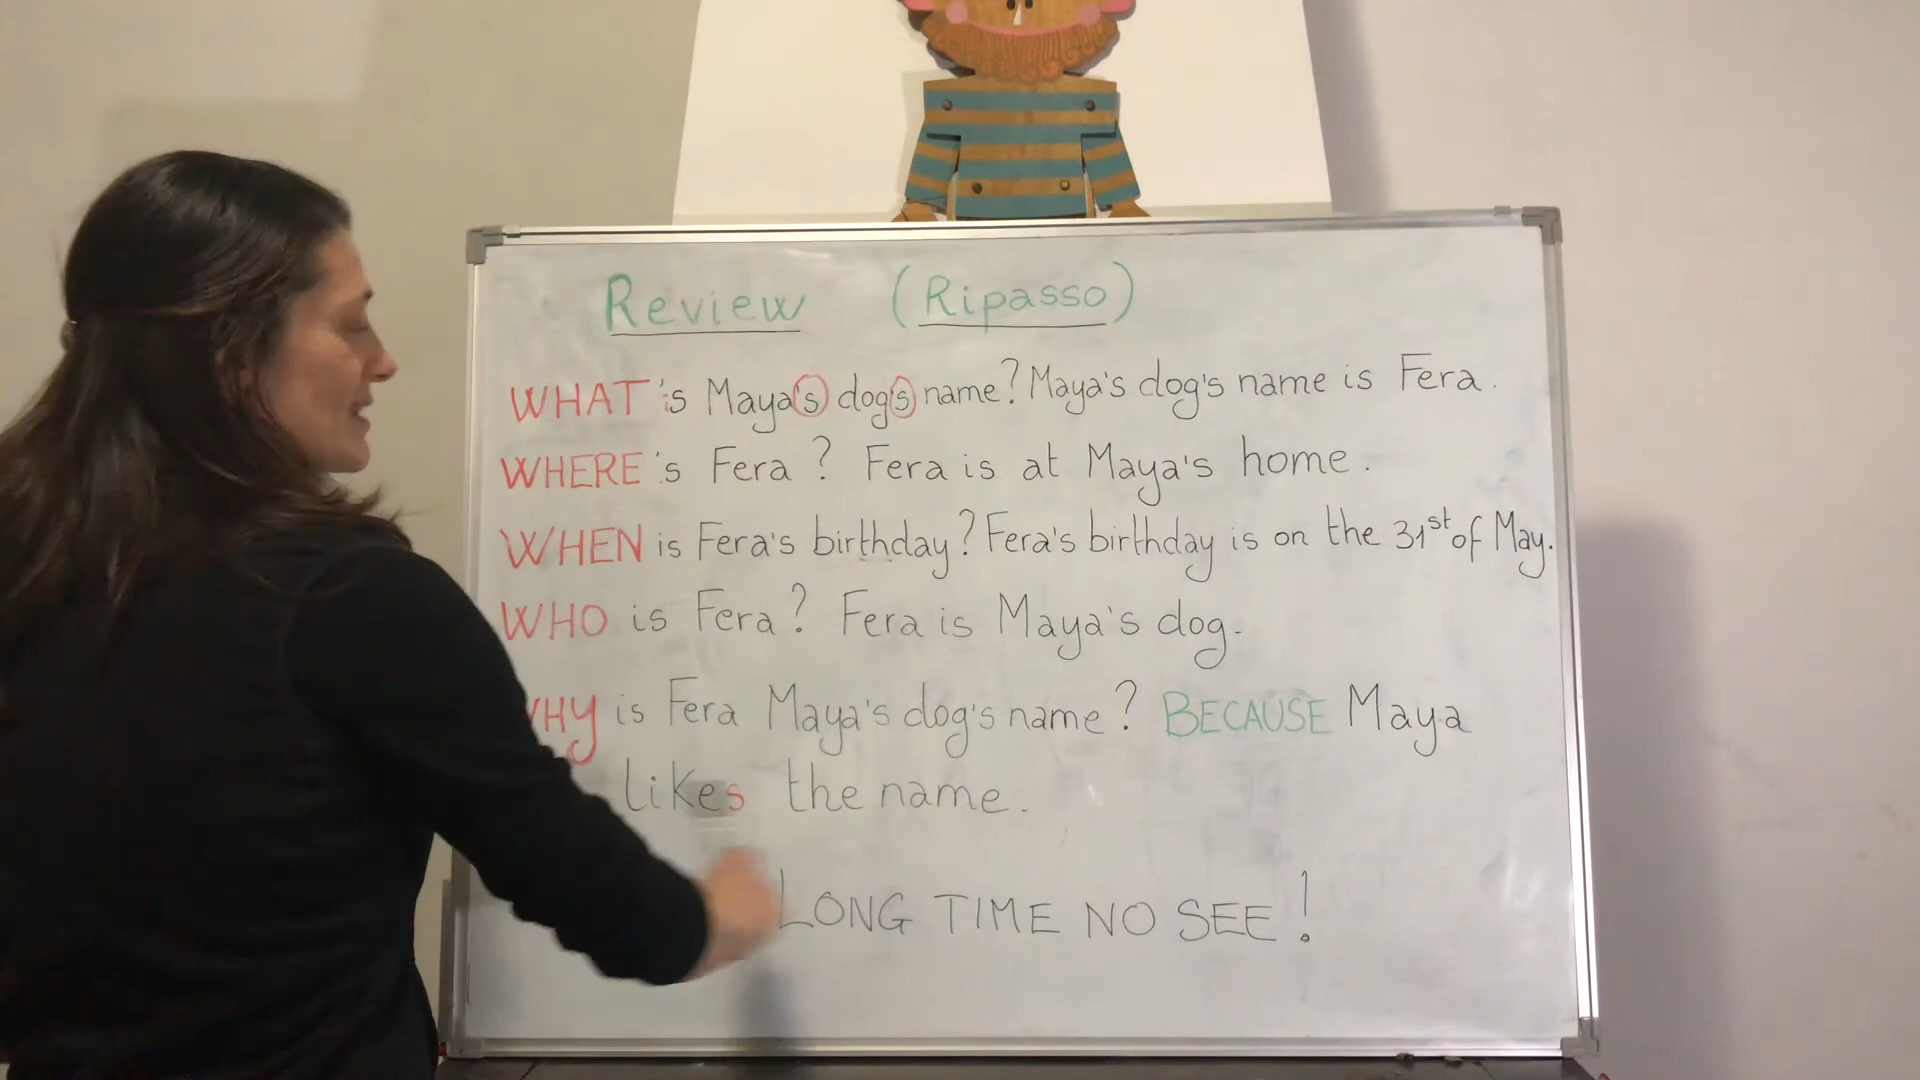 Review (Ripasso)
WHAT 's Maya's dog's name? Maya's dog's name is Fera.
WHERE 's Fera? Fera is at Maya's home.
WHEN is Fera's birthday? Fera's birthday is on the 31st of May.
WHO is Fera? Fera is Maya's dog.
WHY is Fera Maya's dog's name? BECAUSE Maya
likes the name.
LONG TIME NO SEE!